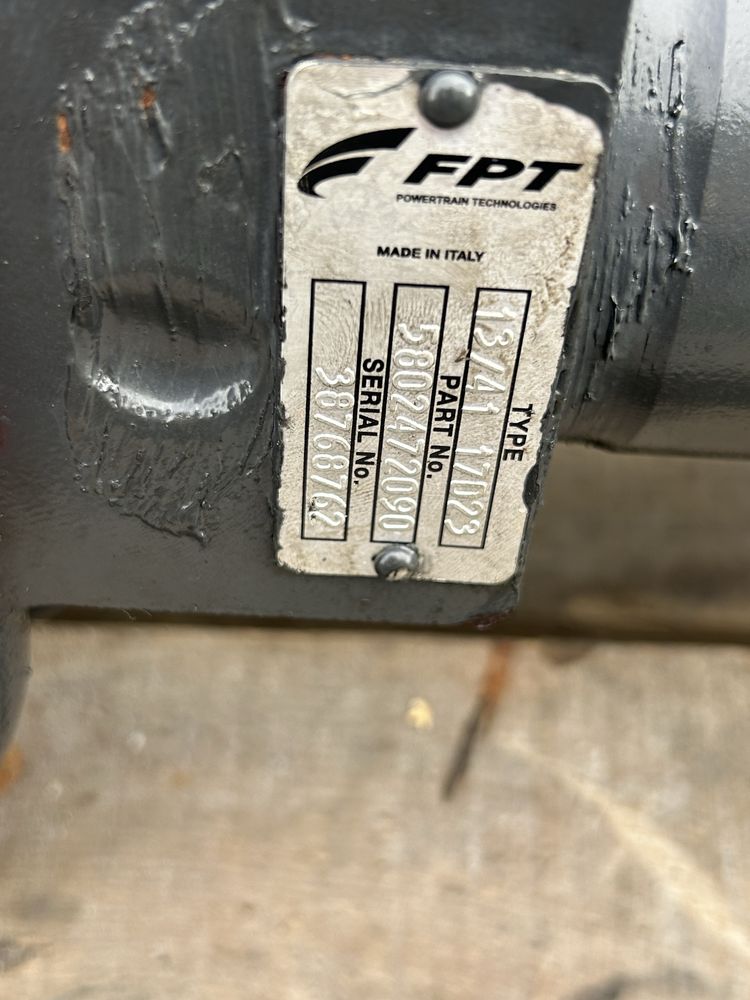 FPT
POWERTRAIN TECHNOLOGIES
MADE IN ITALY
TYPE
13/41 17023
PART No.
5802472090
SERIAL No.
38768762